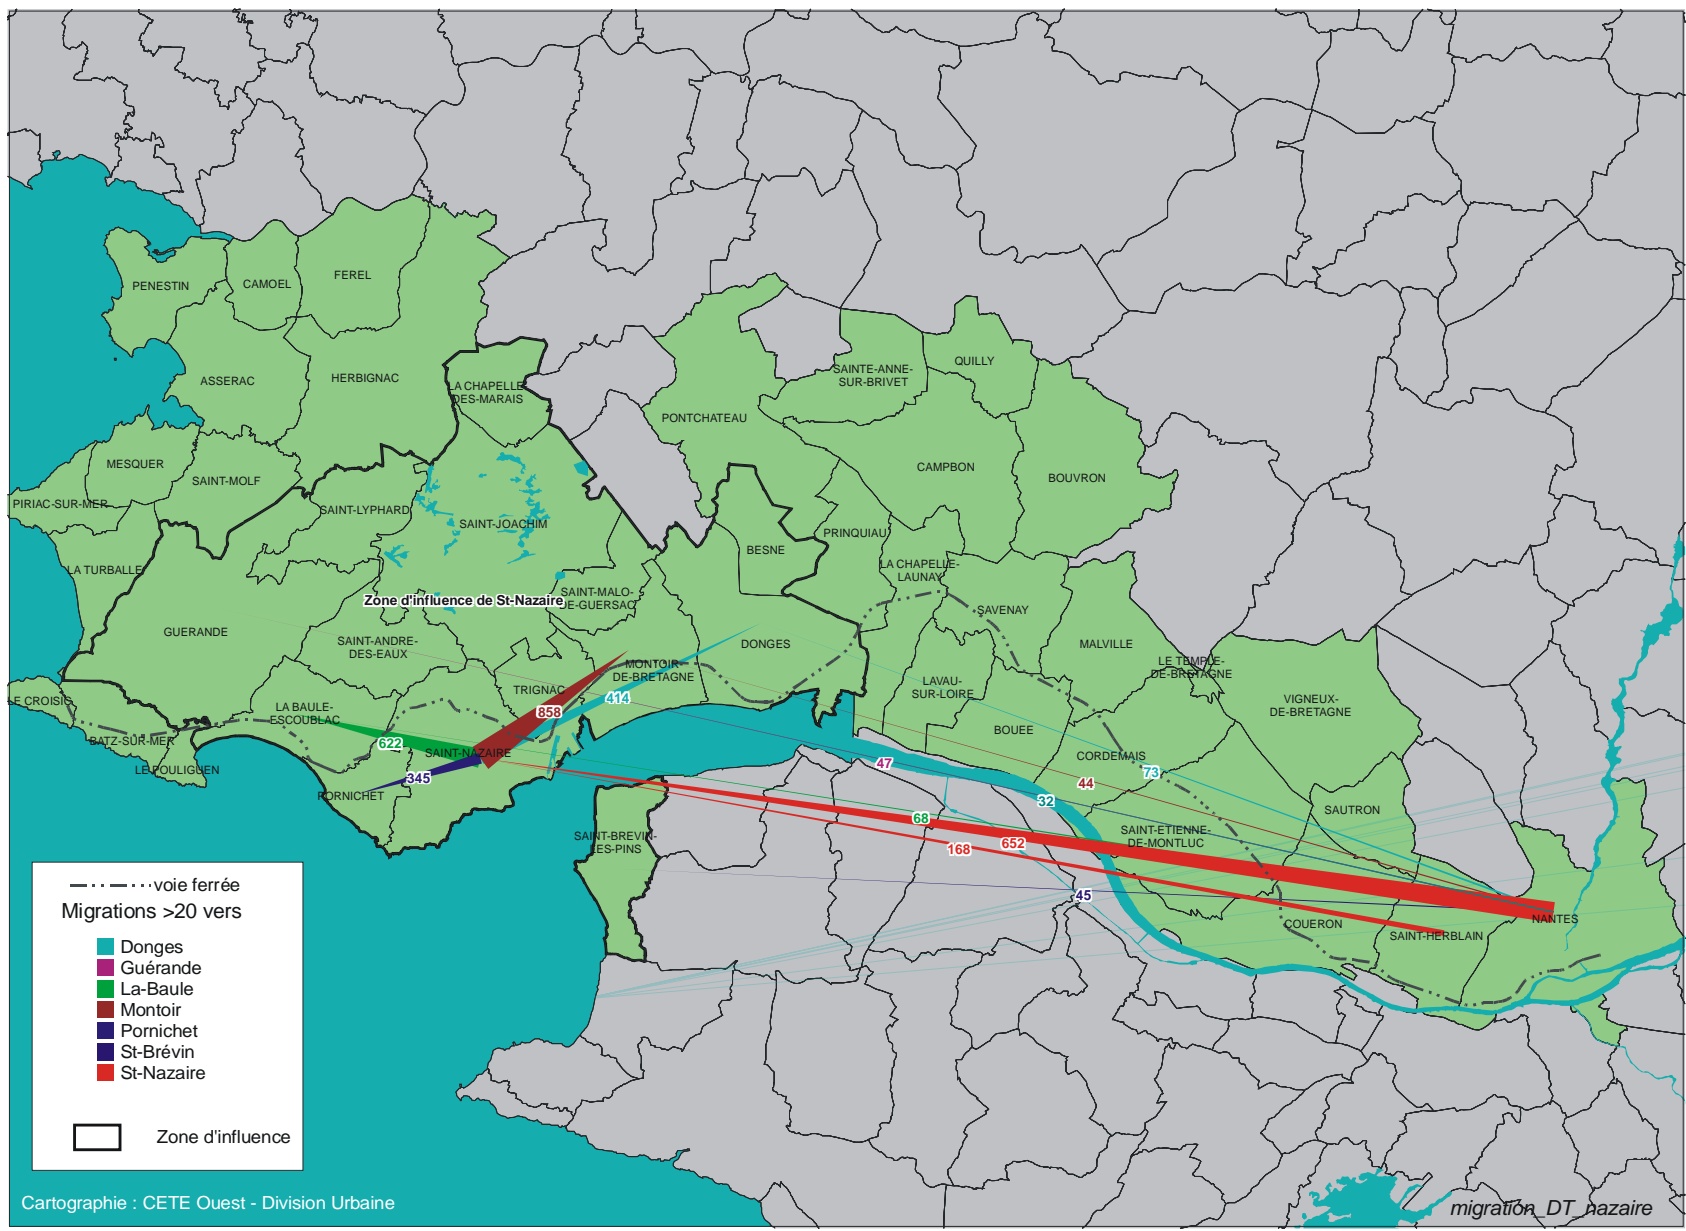 FEREL
PENESTIN
CAMOEL
ASSERAC
HERBIGNAC
LA CHAPELLE-
DES-MARAIS
SAINTE-ANNE-
SUR-BRIVET
QUILLY
PONTCHATEAU
MESQUER
SAINT-MOLF
CAMPBON
BOUVRON
PIRIAC-SUR-MER
SAINT-LYPHARD
SAINT-JOACHIM
PRINQUIAU
BESNE
LA TURBALLE
LA CHAPELLE-
LAUNAY
SAINT-MALO-
DE-GUERSAC
Zone d'influence de St-Nazaire
SAVENAY
GUERANDE
SAINT-ANDRE-
DES-EAUX
DONGES
MALVILLE
LE TEMPLE-
DE-BRETAGNE
MONTOIR-
DE-BRETAGNE
TRIGNAC
LAVAU-
SUR-LOIRE
VIGNEUX-
DE-BRETAGNE
LE CROISIC
LA BAULE-
ESCOUBLAC
414
858
BOUEE
BATZ-SUR-MER
622
SAINT-NAZAIRE
CORDEMAIS
LE POULIGUEN
345
47
73
44
PORNICHET
32
SAUTRON
68
SAINT-BREVIN-
LES-PINS
SAINT-ETIENNE-
DE-MONTLUC
168
652
45
NANTES
COUERON
SAINT-HERBLAIN
voie ferrée
Migrations >20 vers
Donges
Guérande
La-Baule
Montoir
Pornichet
St-Brévin
St-Nazaire
Zone d'influence
Cartographie : CETE Ouest - Division Urbaine
migration_DT_nazaire